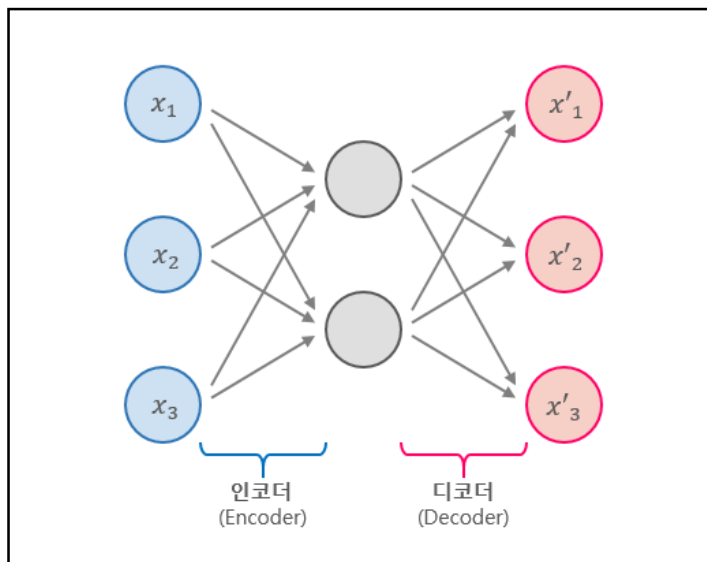 x₁
x'₁
x₂
x'₂
x₃
x'₃
인코더
(Encoder)
디코더
(Decoder)